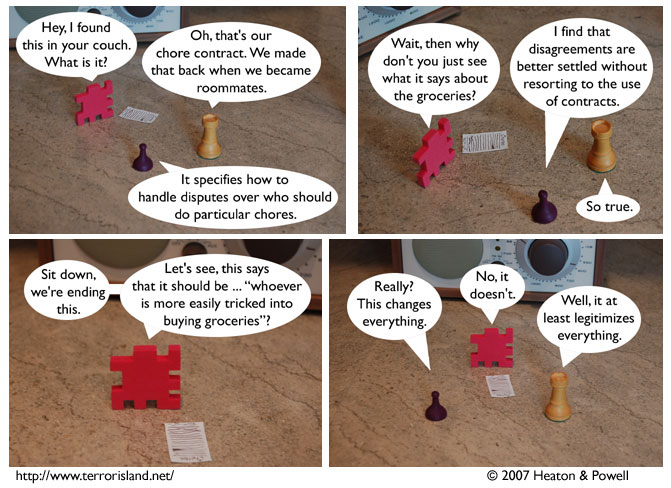 Hey, I found
this in your couch.
What is it?
Oh, that's our
chore contract. We made
that back when we became
roommates.
It specifies how to
handle disputes over who should
do particular chores.
Wait, then why
don't you just see
what it says about
the groceries?
I find that
disagreements are
better settled without
resorting to the use
of contracts.
So true.
Sit down,
we're ending
this.
Let's see, this says
that it should be ... “whoever
is more easily tricked into
buying groceries”?
Really?
This changes
everything.
No, it
doesn't.
Well, it at
least legitimizes
everything.
http://www.terrorisland.net/
© 2007 Heaton & Powell